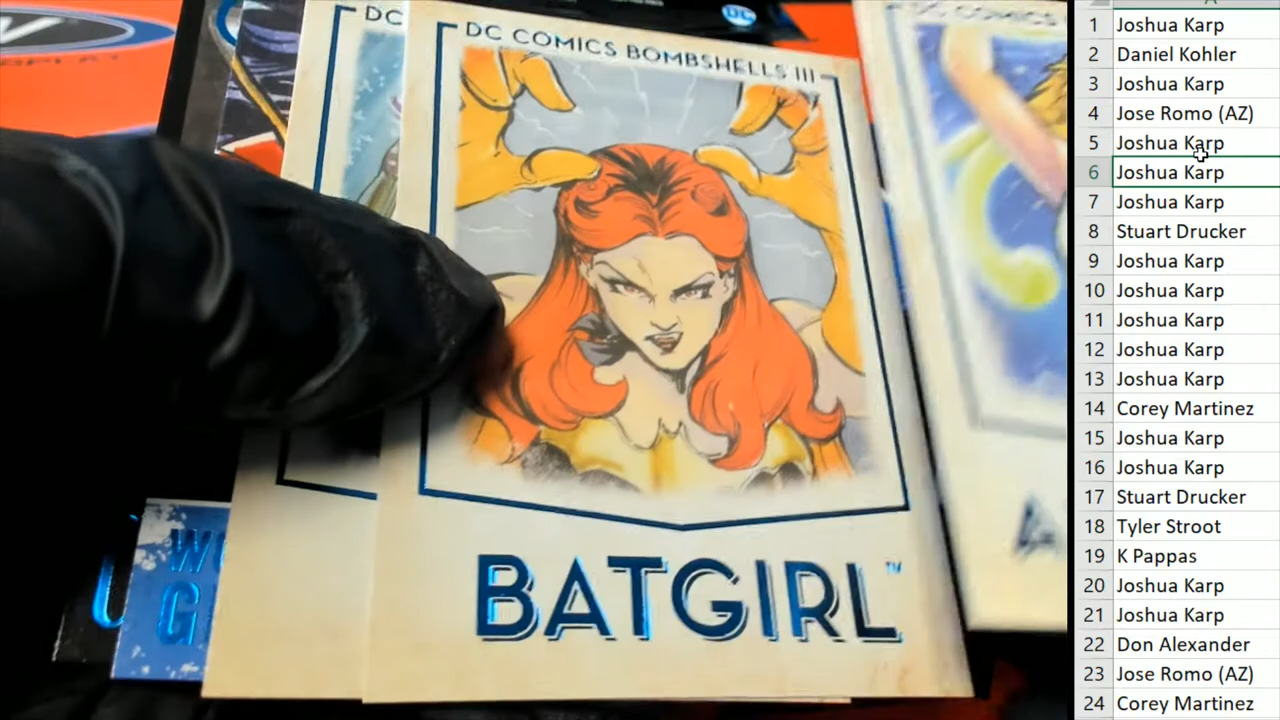 DC
DC COMICS BOMBSHELLS III
DC
BATGIRL™
A
1 Joshua Karp
2 Daniel Kohler
3 Joshua Karp
4 Jose Romo (AZ)
5 Joshua Karp
6 Joshua Karp
7 Joshua Karp
8 Stuart Drucker
9 Joshua Karp
10 Joshua Karp
11 Joshua Karp
12 Joshua Karp
13 Joshua Karp
14 Corey Martinez
15 Joshua Karp
16 Joshua Karp
17 Stuart Drucker
18 Tyler Stroot
19 K Pappas
20 Joshua Karp
21 Joshua Karp
22 Don Alexander
23 Jose Romo (AZ)
24 Corey Martinez